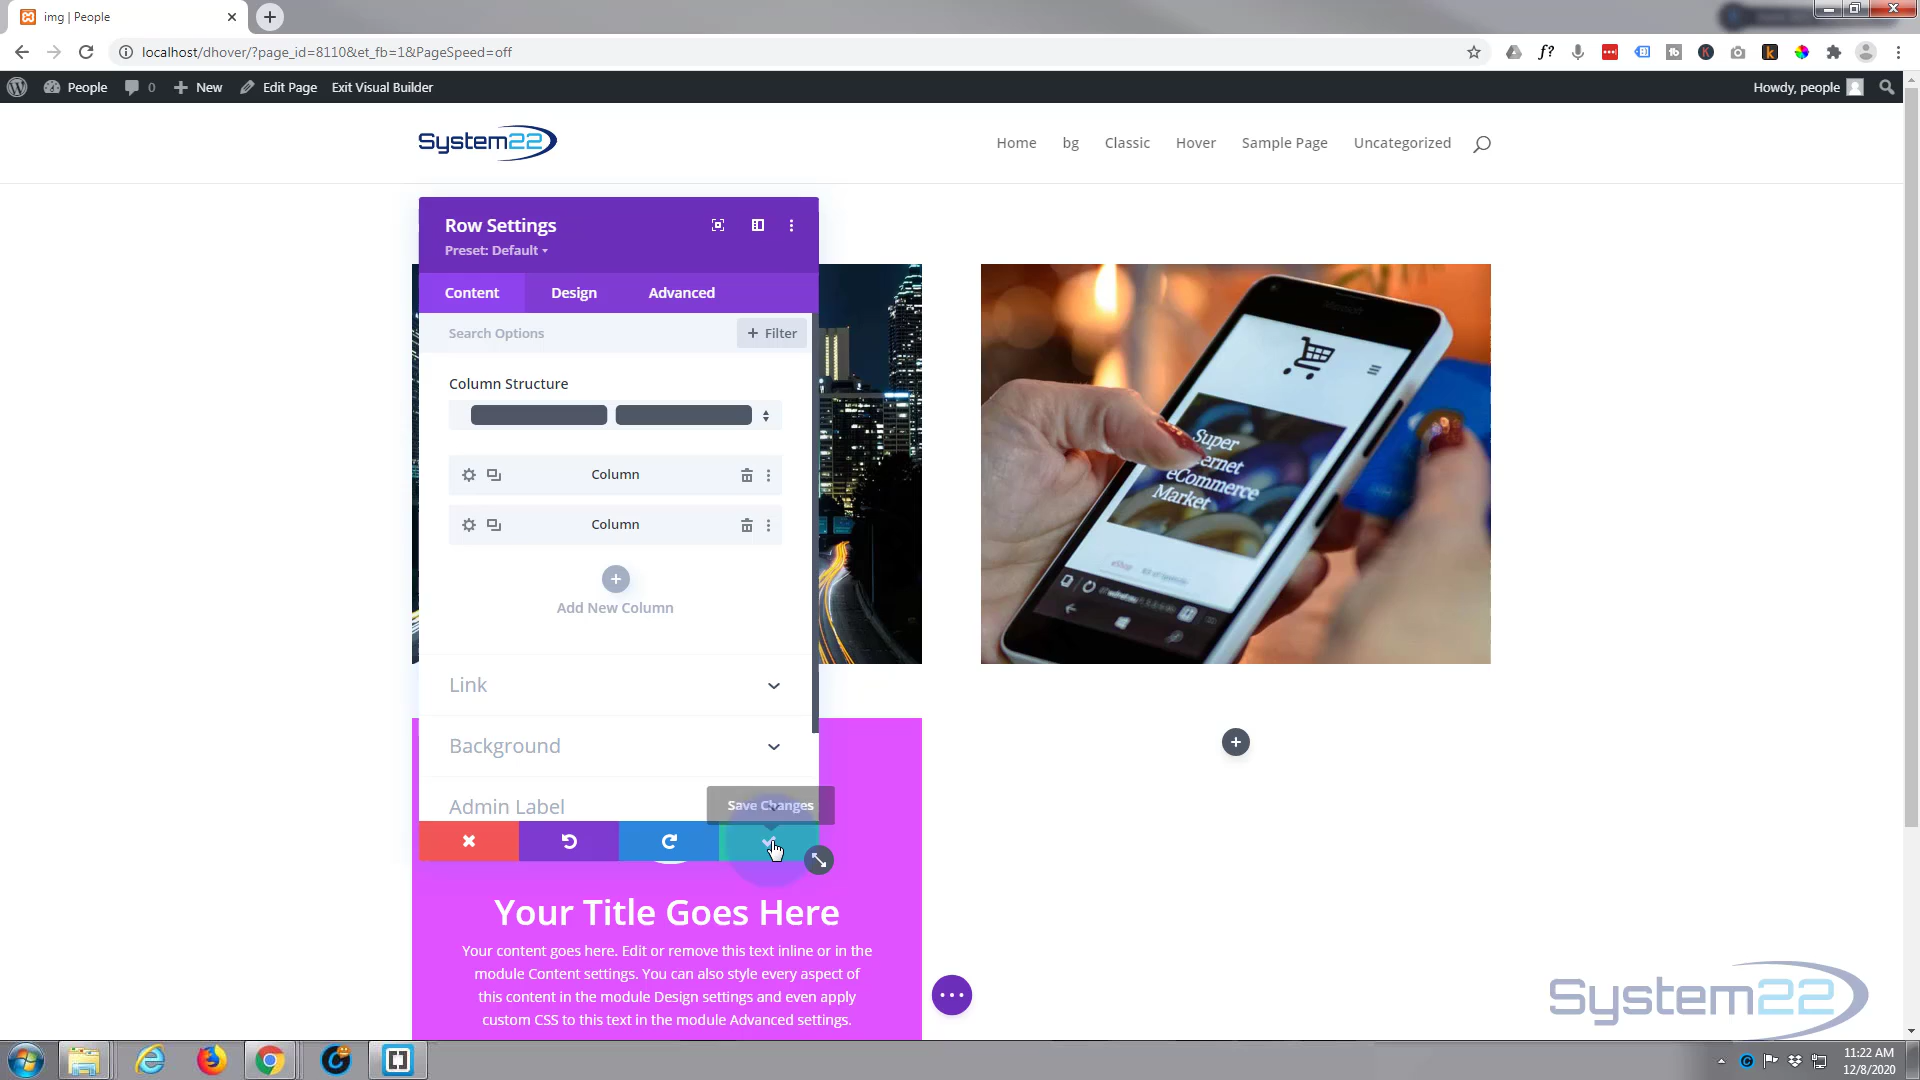 img | People
localhost/dhover/?page_id=8110&et_fb=1&PageSpeed=off
People 0 New Edit Page Exit Visual Builder Howdy, people
System22
Home bg Classic Hover Sample Page Uncategorized
Row Settings
Preset: Default
Content Design Advanced
Search Options + Filter
Column Structure
Column
Column
Add New Column
Link
Background
Admin Label
Save Changes
Super
ernet
eCommerce
Market
Your Title Goes Here
Your content goes here. Edit or remove this text inline or in the
module Content settings. You can also style every aspect of
this content in the module Design settings and even apply
custom CSS to this text in the module Advanced settings.
System22
11:22 AM
12/8/2020